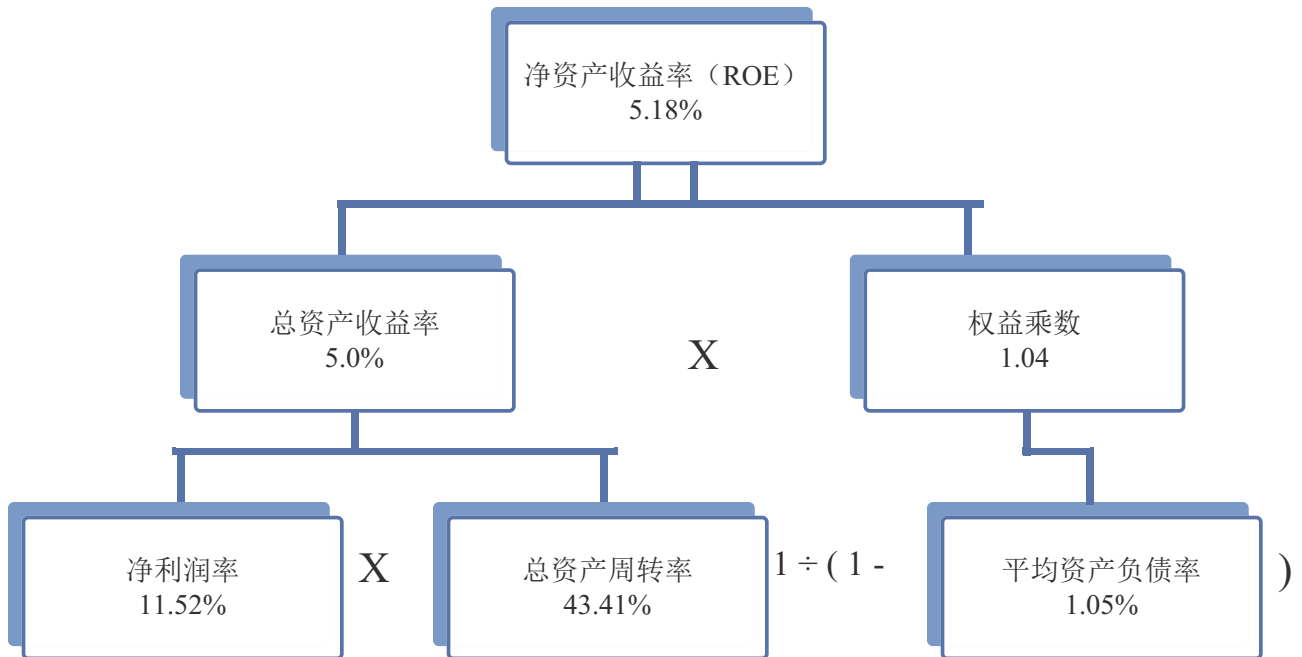 净资产收益率（ROE）
5.18%
总资产收益率
5.0%
X
权益乘数
1.04
净利润率
11.52%
X
总资产周转率
43.41%
1 ÷ ( 1 -
平均资产负债率
1.05%
)